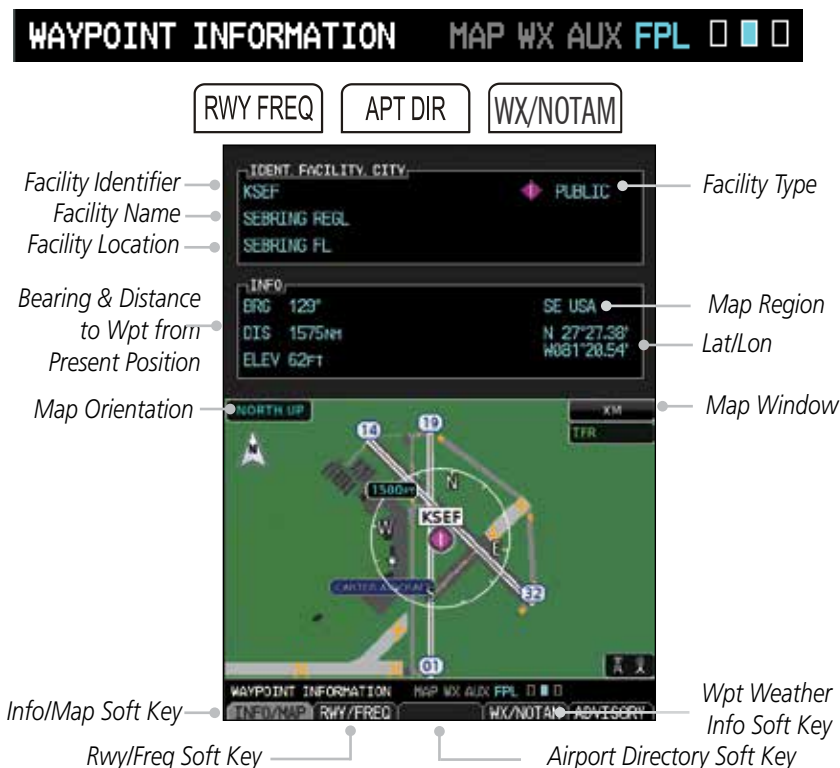 WAYPOINT INFORMATION MAP WX AUX FPL
RWY FREQ APT DIR WX/NOTAM
IDENT, FACILITY, CITY
Facility Identifier KSEF PUBLIC Facility Type
Facility Name SEBRING REGL
Facility Location SEBRING FL
INFO
Bearing & Distance to Wpt from Present Position
BRG 129° SE USA Map Region
DIS 1575NM N 27°27.38'
W081°20.54' Lat/Lon
ELEV 62FT
Map Orientation NORTH UP XM Map Window
TFR
14 19
N
1500FT
N
KSEF
W
E
CARTER AIRCRAFT
S
32
01
WAYPOINT INFORMATION MAP WX AUX FPL
INFO/MAP RWY/FREQ WX/NOTAM ADVISORY
Info/Map Soft Key
Wpt Weather Info Soft Key
Rwy/Freq Soft Key
Airport Directory Soft Key